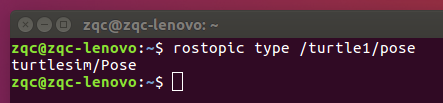 zqc@zqc-lenovo: ~
zqc@zqc-lenovo:~$ rostopic type /turtle1/pose
turtlesim/Pose
zqc@zqc-lenovo:~$